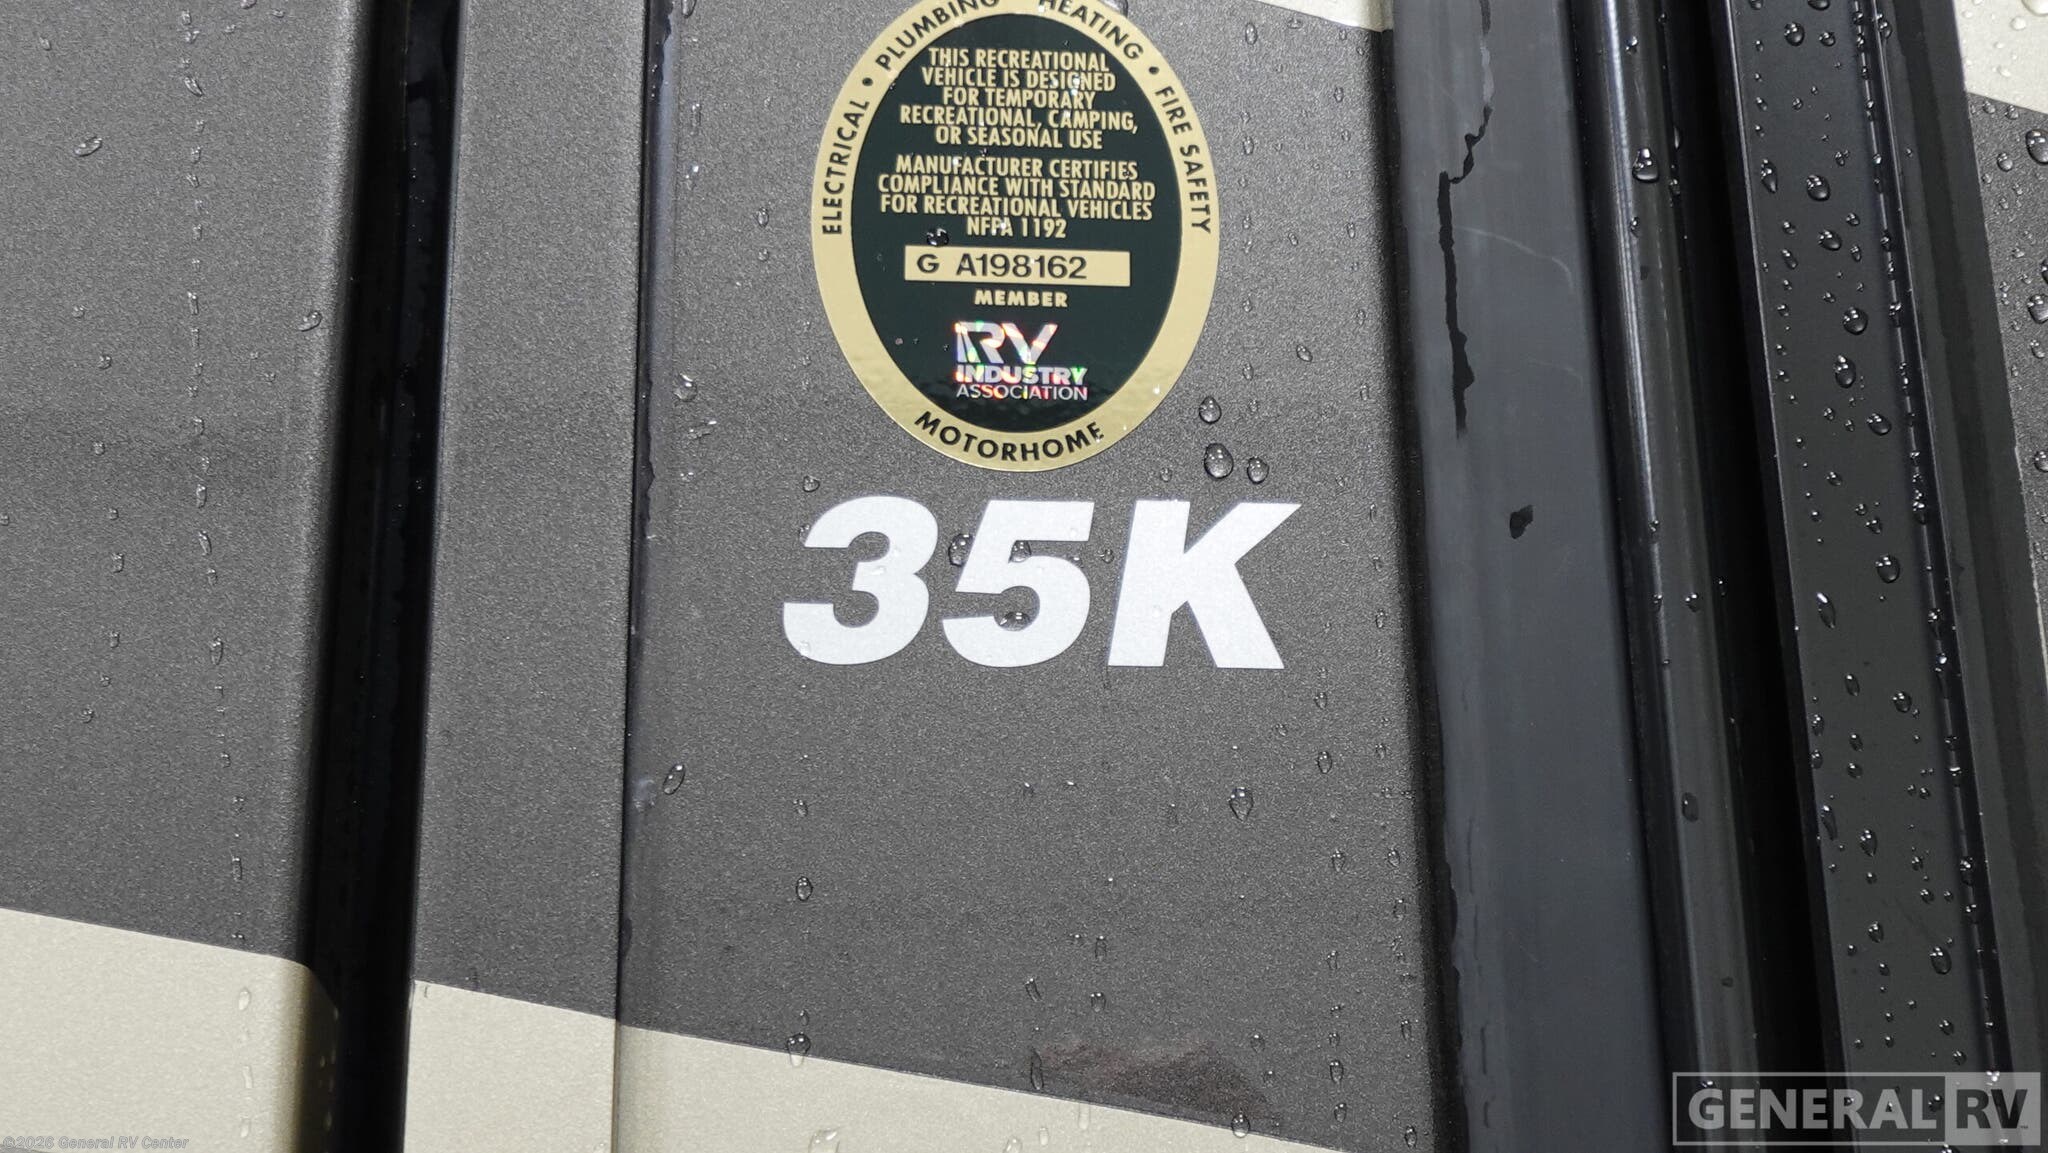 ELECTRICAL • PLUMBING HEATING • FIRE SAFETY
THIS RECREATIONAL
VEHICLE IS DESIGNED
FOR TEMPORARY
RECREATIONAL, CAMPING,
OR SEASONAL USE
MANUFACTURER CERTIFIES
COMPLIANCE WITH STANDARD
FOR RECREATIONAL VEHICLES
NFPA 1192
G A198162
MEMBER
RV
INDUSTRY
ASSOCIATION
MOTORHOME
35K
GENERAL RV
©2026 General RV Center